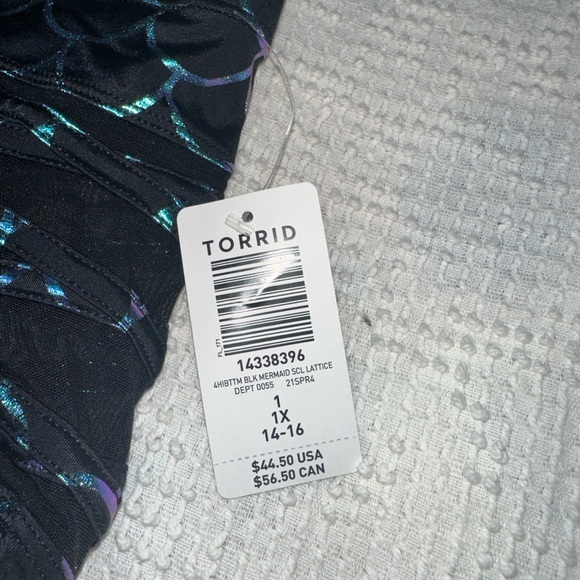 TORRID
FL_171
14338396
4HIBTTM BLK MERMAID SCL LATTICE
DEPT 0055 21SPR4
1
1X
14-16
$44.50 USA
$56.50 CAN